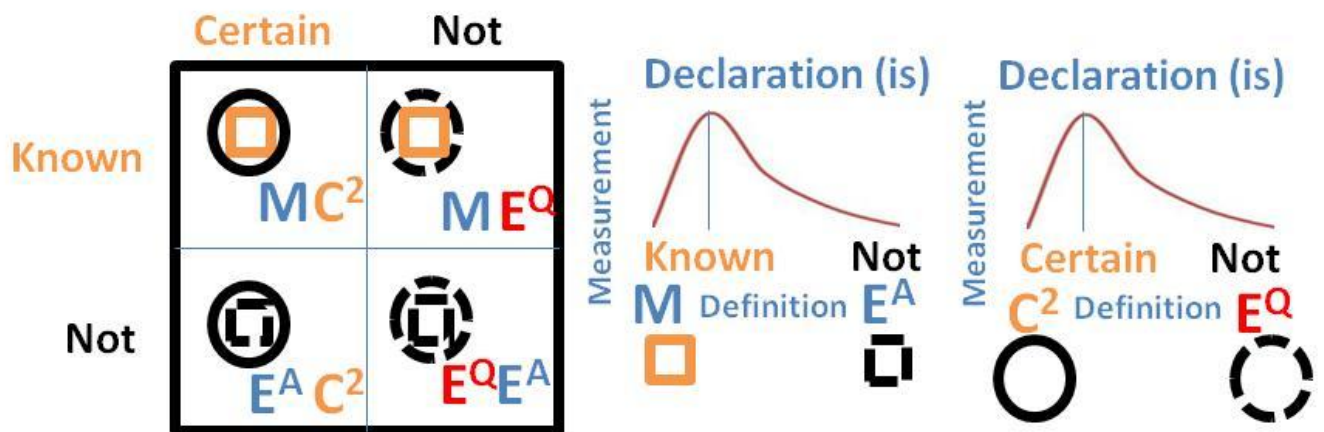 Certain Not
Known
MC²
ME^Q
Not
E^A C²
E^QE^A
Declaration (is)
Measurement
Known Not
M Definition E^A
Declaration (is)
Measurement
Certain Not
C² Definition E^Q